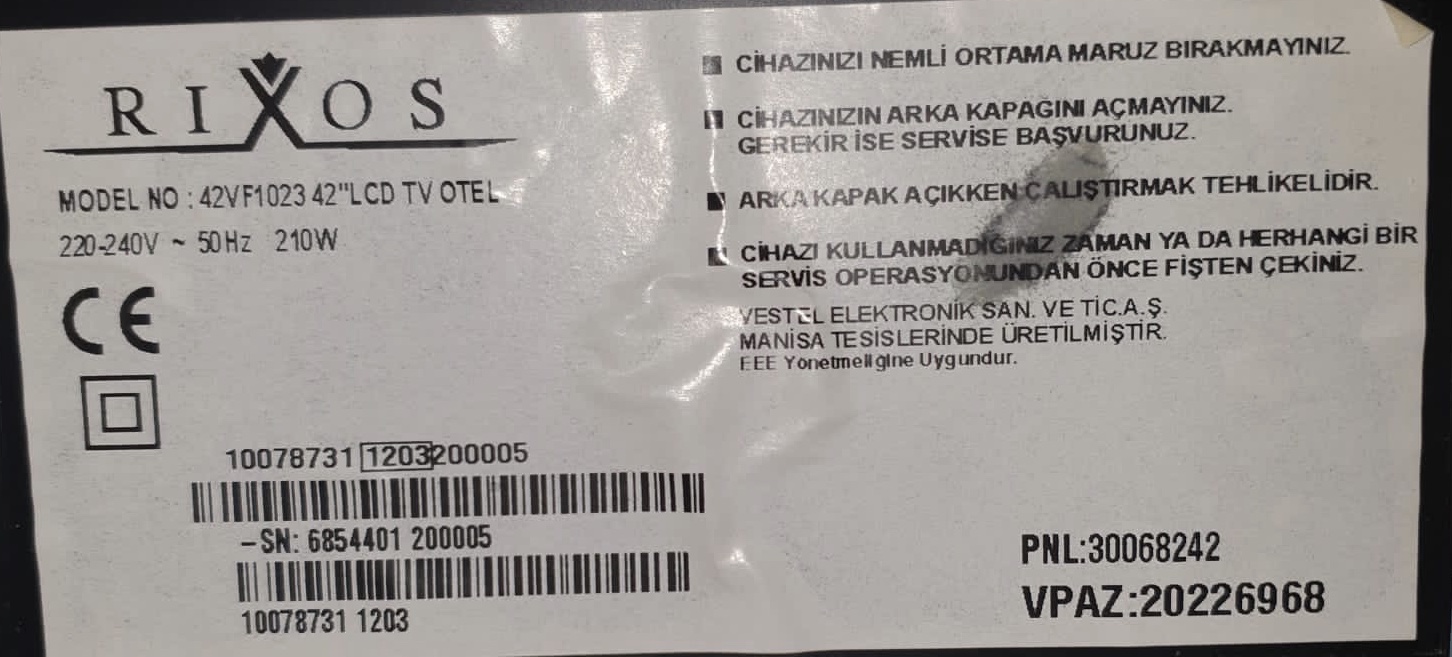 RIXOS
MODEL NO : 42VF1023 42"LCD TV OTEL
220-240V ~ 50Hz 210W
CE
10078731 1203 200005
-SN: 6854401 200005
10078731 1203
CİHAZINIZI NEMLİ ORTAMA MARUZ BIRAKMAYINIZ.
CİHAZINIZIN ARKA KAPAĞINI AÇMAYINIZ.
GEREKİR İSE SERVİSE BAŞVURUNUZ.
ARKA KAPAK AÇIKKEN ÇALIŞTIRMAK TEHLİKELİDİR.
CİHAZI KULLANMADIĞINIZ ZAMAN YA DA HERHANGİ BİR
SERVİS OPERASYONUNDAN ÖNCE FİŞTEN ÇEKİNİZ.
VESTEL ELEKTRONİK SAN. VE TİC.A.Ş.
MANİSA TESİSLERİNDE ÜRETİLMİŞTİR.
EEE Yönetmeliğine Uygundur.
PNL:30068242
VPAZ:20226968